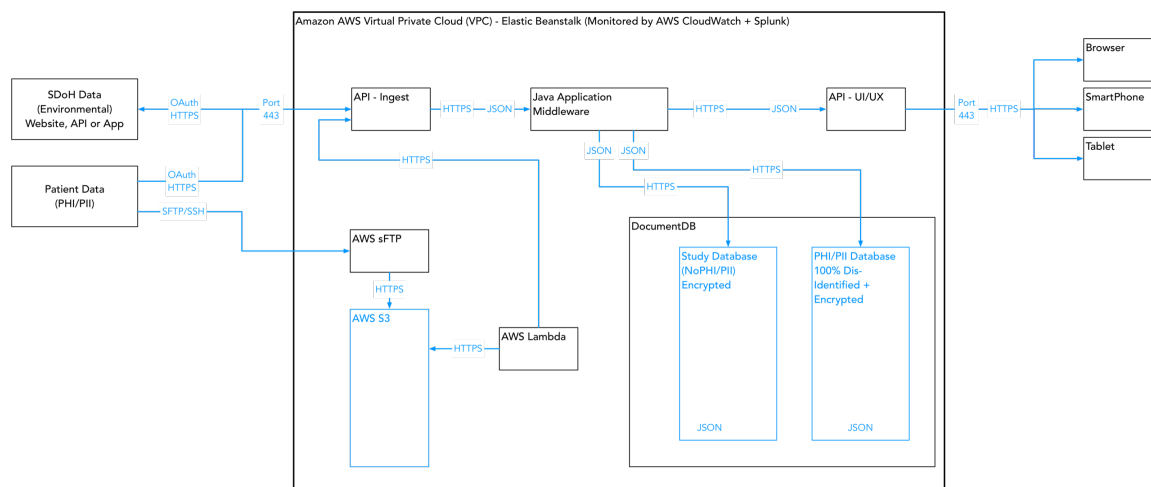 Amazon AWS Virtual Private Cloud (VPC) - Elastic Beanstalk (Monitored by AWS CloudWatch + Splunk)
SDoH Data
(Environmental)
Website, API or App
OAuth
HTTPS
Port
443
API - Ingest
HTTPS
JSON
Java Application
Middleware
HTTPS
JSON
API - UI/UX
Port
443
HTTPS
Browser
SmartPhone
Tablet
Patient Data
(PHI/PII)
OAuth
HTTPS
SFTP/SSH
HTTPS
JSON
JSON
HTTPS
HTTPS
AWS sFTP
HTTPS
AWS S3
HTTPS
AWS Lambda
DocumentDB
Study Database
(NoPHI/PII)
Encrypted
JSON
PHI/PII Database
100% Dis-
Identified +
Encrypted
JSON